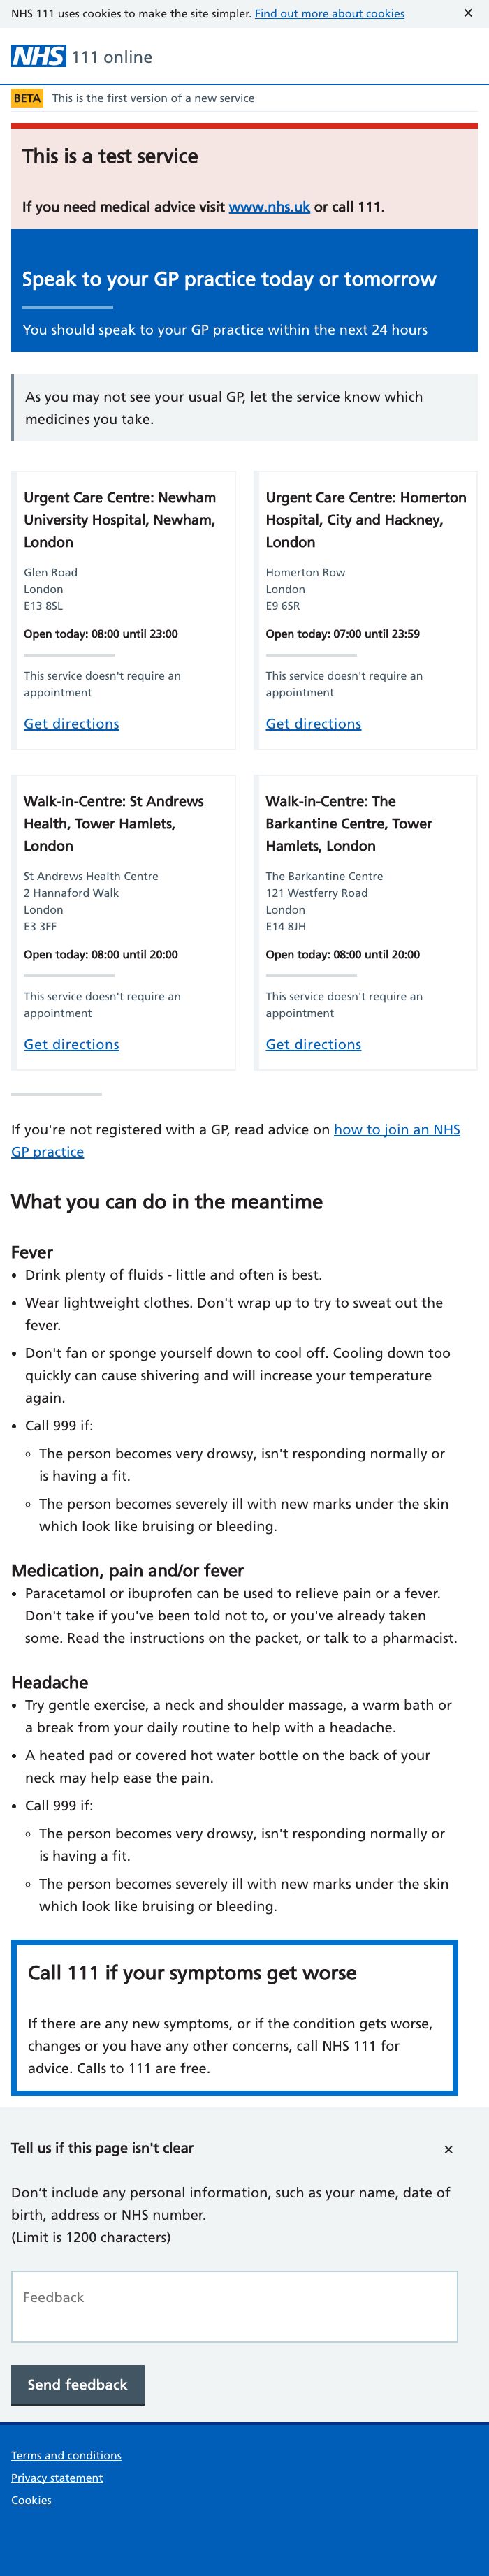 NHS 111 uses cookies to make the site simpler. Find out more about cookies ×
NHS 111 online
BETA This is the first version of a new service
This is a test service
If you need medical advice visit www.nhs.uk or call 111.
Speak to your GP practice today or tomorrow
You should speak to your GP practice within the next 24 hours
As you may not see your usual GP, let the service know which
medicines you take.
Urgent Care Centre: Newham
University Hospital, Newham,
London
Glen Road
London
E13 8SL
Open today: 08:00 until 23:00
This service doesn't require an
appointment
Get directions
Urgent Care Centre: Homerton
Hospital, City and Hackney,
London
Homerton Row
London
E9 6SR
Open today: 07:00 until 23:59
This service doesn't require an
appointment
Get directions
Walk-in-Centre: St Andrews
Health, Tower Hamlets,
London
St Andrews Health Centre
2 Hannaford Walk
London
E3 3FF
Open today: 08:00 until 20:00
This service doesn't require an
appointment
Get directions
Walk-in-Centre: The
Barkantine Centre, Tower
Hamlets, London
The Barkantine Centre
121 Westferry Road
London
E14 8JH
Open today: 08:00 until 20:00
This service doesn't require an
appointment
Get directions
If you're not registered with a GP, read advice on how to join an NHS
GP practice
What you can do in the meantime
Fever
• Drink plenty of fluids - little and often is best.
• Wear lightweight clothes. Don't wrap up to try to sweat out the
fever.
• Don't fan or sponge yourself down to cool off. Cooling down too
quickly can cause shivering and will increase your temperature
again.
• Call 999 if:
◦ The person becomes very drowsy, isn't responding normally or
is having a fit.
◦ The person becomes severely ill with new marks under the skin
which look like bruising or bleeding.
Medication, pain and/or fever
• Paracetamol or ibuprofen can be used to relieve pain or a fever.
Don't take if you've been told not to, or you've already taken
some. Read the instructions on the packet, or talk to a pharmacist.
Headache
• Try gentle exercise, a neck and shoulder massage, a warm bath or
a break from your daily routine to help with a headache.
• A heated pad or covered hot water bottle on the back of your
neck may help ease the pain.
• Call 999 if:
◦ The person becomes very drowsy, isn't responding normally or
is having a fit.
◦ The person becomes severely ill with new marks under the skin
which look like bruising or bleeding.
Call 111 if your symptoms get worse
If there are any new symptoms, or if the condition gets worse,
changes or you have any other concerns, call NHS 111 for
advice. Calls to 111 are free.
Tell us if this page isn't clear ×
Don’t include any personal information, such as your name, date of
birth, address or NHS number.
(Limit is 1200 characters)
Feedback
Send feedback
Terms and conditions
Privacy statement
Cookies